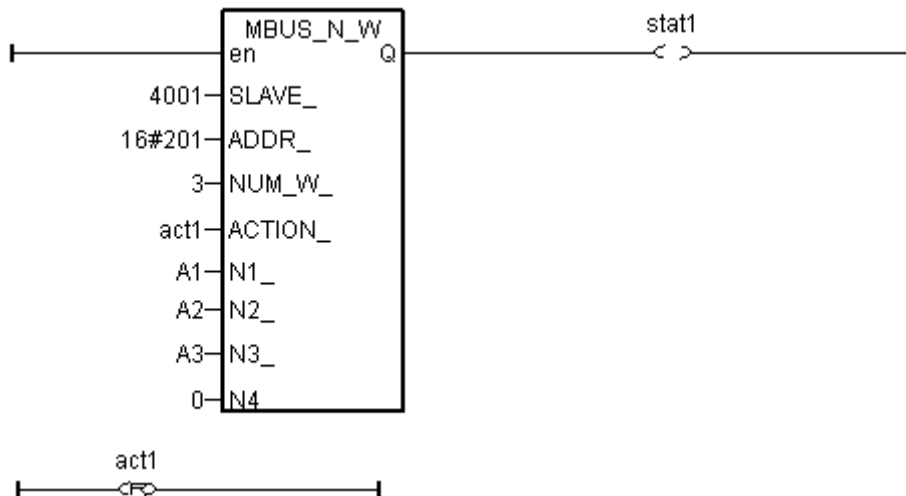 MBUS_N_W
stat1
en Q
4001 SLAVE_
16#201 ADDR_
3 NUM_W_
act1 ACTION_
A1 N1_
A2 N2_
A3 N3_
0 N4
act1
R